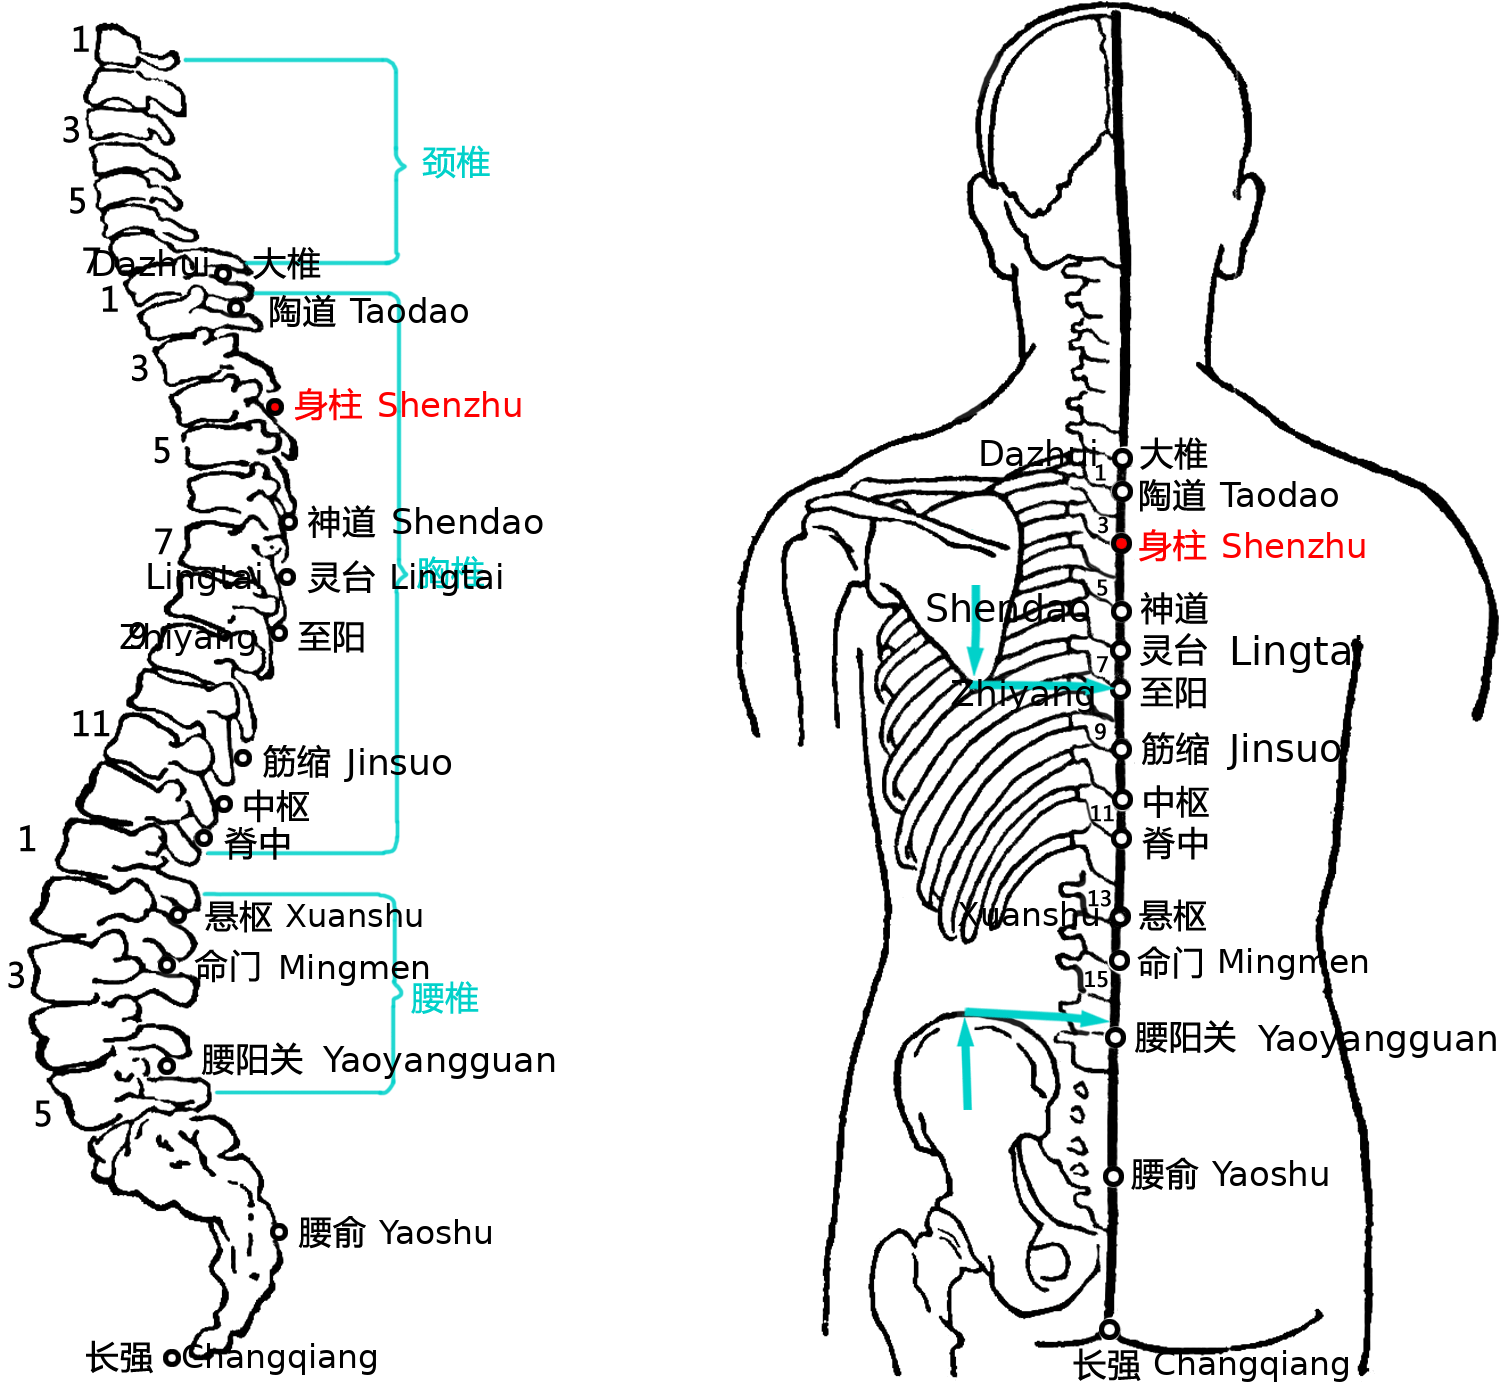 1
3
颈椎
5
7
Dazhui 大椎
1
陶道 Taodao
3
身柱 Shenzhu
5
神道 Shendao
7
胸椎
Lingtai 灵台 Lingtai
9
Zhiyang 至阳
11
筋缩 Jinsuo
中枢
1
脊中
悬枢 Xuanshu
3
命门 Mingmen
腰椎
腰阳关 Yaoyangguan
5
腰俞 Yaoshu
长强 Changqiang
Dazhui 大椎
1
陶道 Taodao
3
身柱 Shenzhu
5
Shendao 神道
灵台 Lingtai
7
Zhiyang 至阳
9
筋缩 Jinsuo
中枢
11
脊中
13
Xuanshu 悬枢
命门 Mingmen
15
腰阳关 Yaoyangguan
腰俞 Yaoshu
长强 Changqiang